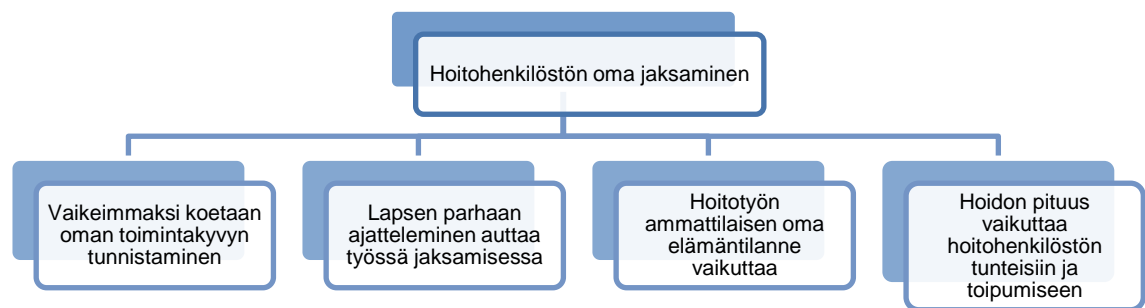 Hoitohenkilöstön oma jaksaminen
Vaikeimmaksi koetaan
oman toimintakyvyn
tunnistaminen
Lapsen parhaan
ajatteleminen auttaa
työssä jaksamisessa
Hoitotyön
ammattilaisen oma
elämäntilanne
vaikuttaa
Hoidon pituus
vaikuttaa
hoitohenkilöstön
tunteisiin ja
toipumiseen